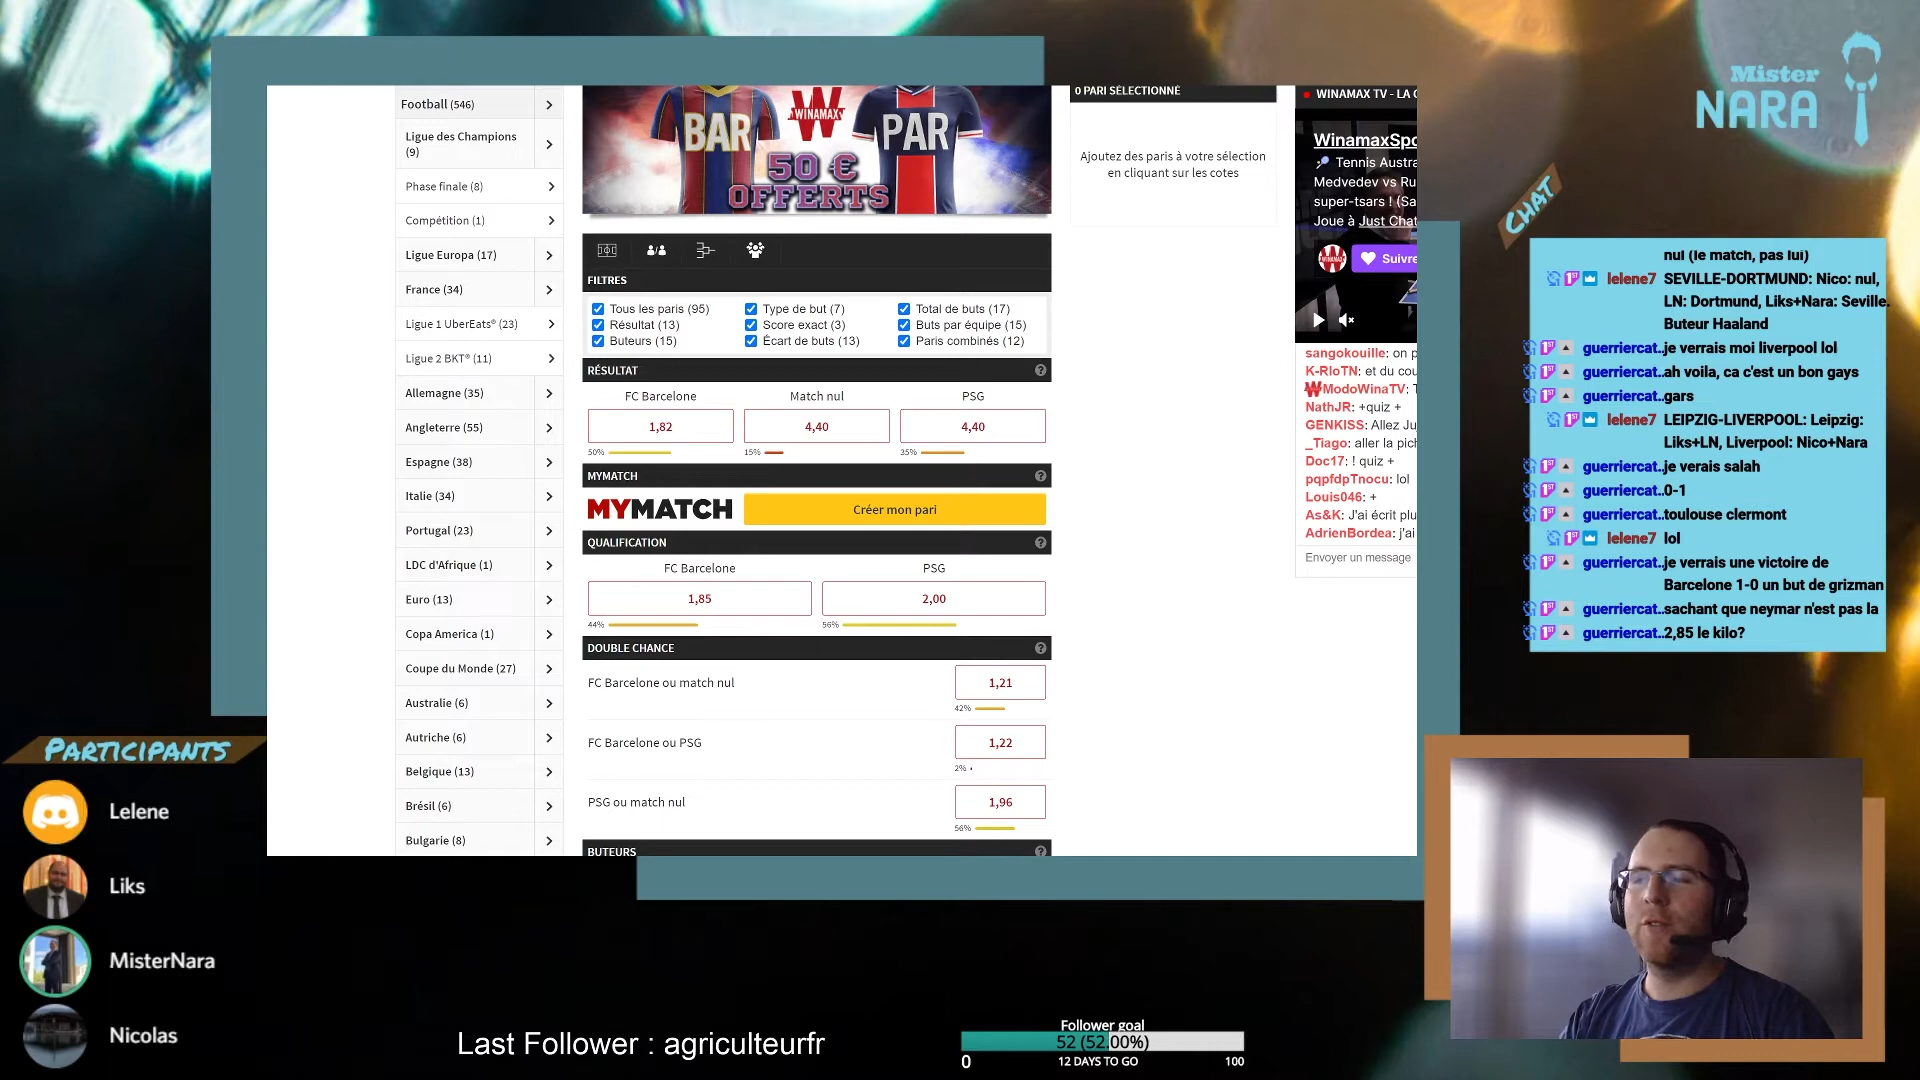 Mister
NARA
Football (546)
Ligue des Champions
(9)
Phase finale (8)
Compétition (1)
Ligue Europa (17)
France (34)
Ligue 1 UberEats® (23)
Ligue 2 BKT® (11)
Allemagne (35)
Angleterre (55)
Espagne (38)
Italie (34)
Portugal (23)
LDC d'Afrique (1)
Euro (13)
Copa America (1)
Coupe du Monde (27)
Australie (6)
Autriche (6)
Belgique (13)
Brésil (6)
Bulgarie (8)
BAR
WINAMAX
PAR
50 €
OFFERTS
FILTRES
Tous les paris (95)
Type de but (7)
Total de buts (17)
Résultat (13)
Score exact (3)
Buts par équipe (15)
Buteurs (15)
Écart de buts (13)
Paris combinés (12)
RÉSULTAT
FC Barcelone
Match nul
PSG
1,82
4,40
4,40
50%
15%
35%
MYMATCH
MYMATCH
Créer mon pari
QUALIFICATION
FC Barcelone
PSG
1,85
2,00
44%
56%
DOUBLE CHANCE
FC Barcelone ou match nul
1,21
42%
FC Barcelone ou PSG
1,22
2%
PSG ou match nul
1,96
56%
BUTEURS
0 PARI SÉLECTIONNÉ
Ajoutez des paris à votre sélection
en cliquant sur les cotes
WINAMAX TV - LA
WinamaxSpo
Tennis Austra
Medvedev vs Ru
super-tsars ! (Sa
Joue à Just Chat
Suivre
sangokouille: on p
K-RloTN: et du cou
ModoWinaTV:
NathJR: +quiz +
GENKISS: Allez Ju
_Tiago: aller la pich
Doc17: ! quiz +
pqpfdpTnocu: lol
Louis046: +
As&K: J'ai écrit plu
AdrienBordea: j'ai
Envoyer un message
CHAT
nul (le match, pas lui)
lelene7 SEVILLE-DORTMUND: Nico: nul,
LN: Dortmund, Liks+Nara: Seville.
Buteur Haaland
guerriercat..je verrais moi liverpool lol
guerriercat..ah voila, ca c'est un bon gays
guerriercat..gars
lelene7 LEIPZIG-LIVERPOOL: Leipzig:
Liks+LN, Liverpool: Nico+Nara
guerriercat..je verais salah
guerriercat..0-1
guerriercat..toulouse clermont
lelene7 lol
guerriercat..je verrais une victoire de
Barcelone 1-0 un but de grizman
guerriercat..sachant que neymar n'est pas la
guerriercat..2,85 le kilo?
PARTICIPANTS
Lelene
Liks
MisterNara
Nicolas
Last Follower : agriculteurfr
Follower goal
52 (52.00%)
0
12 DAYS TO GO
100